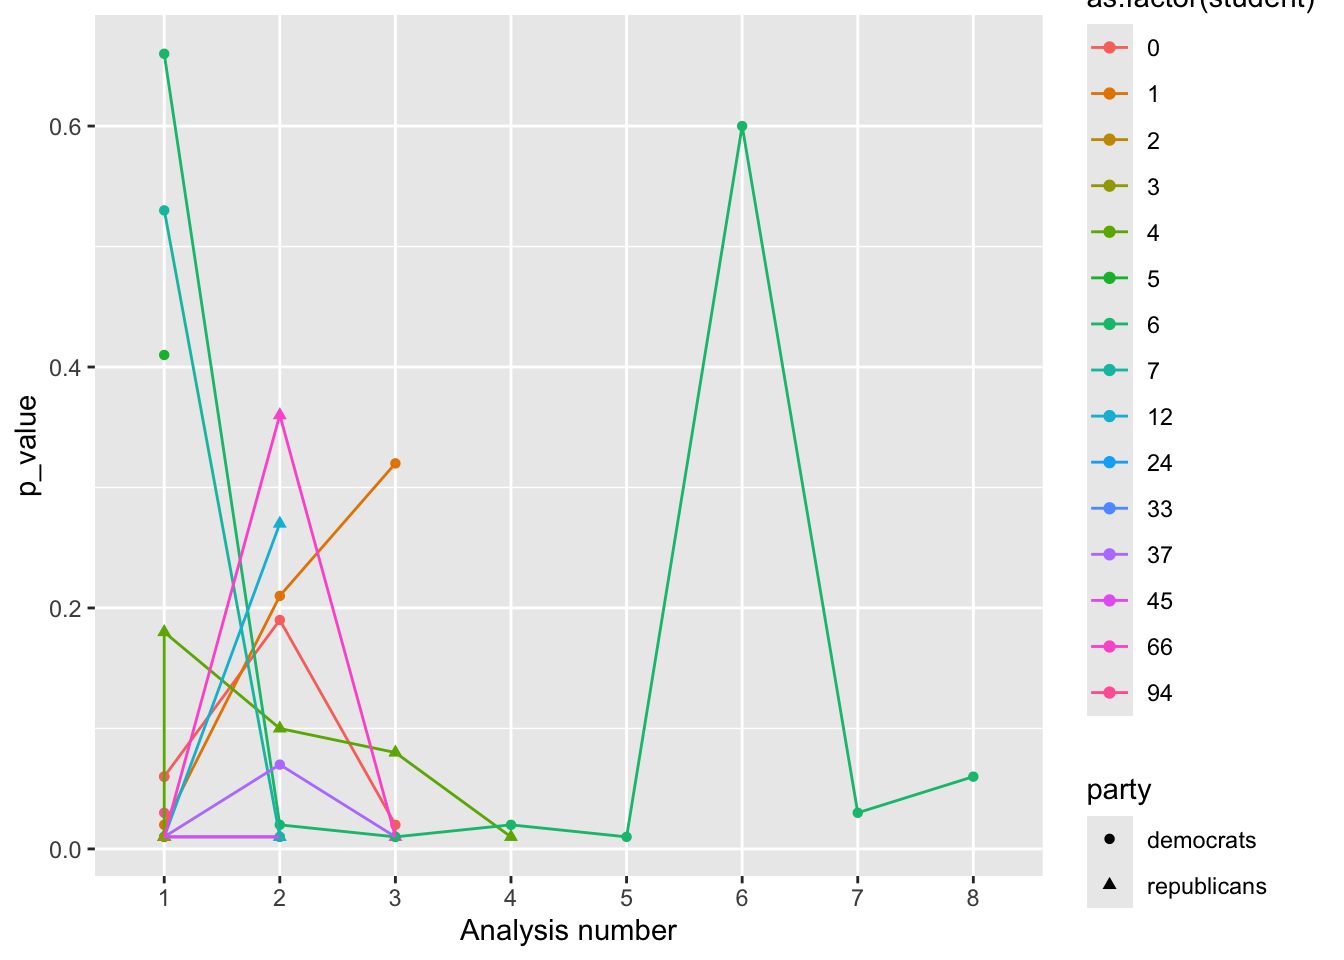 as.factor(student)
0
1
2
3
4
5
6
7
12
24
33
37
45
66
94
party
democrats
republicans
p_value
0.6
0.4
0.2
0.0
1 2 3 4 5 6 7 8
Analysis number